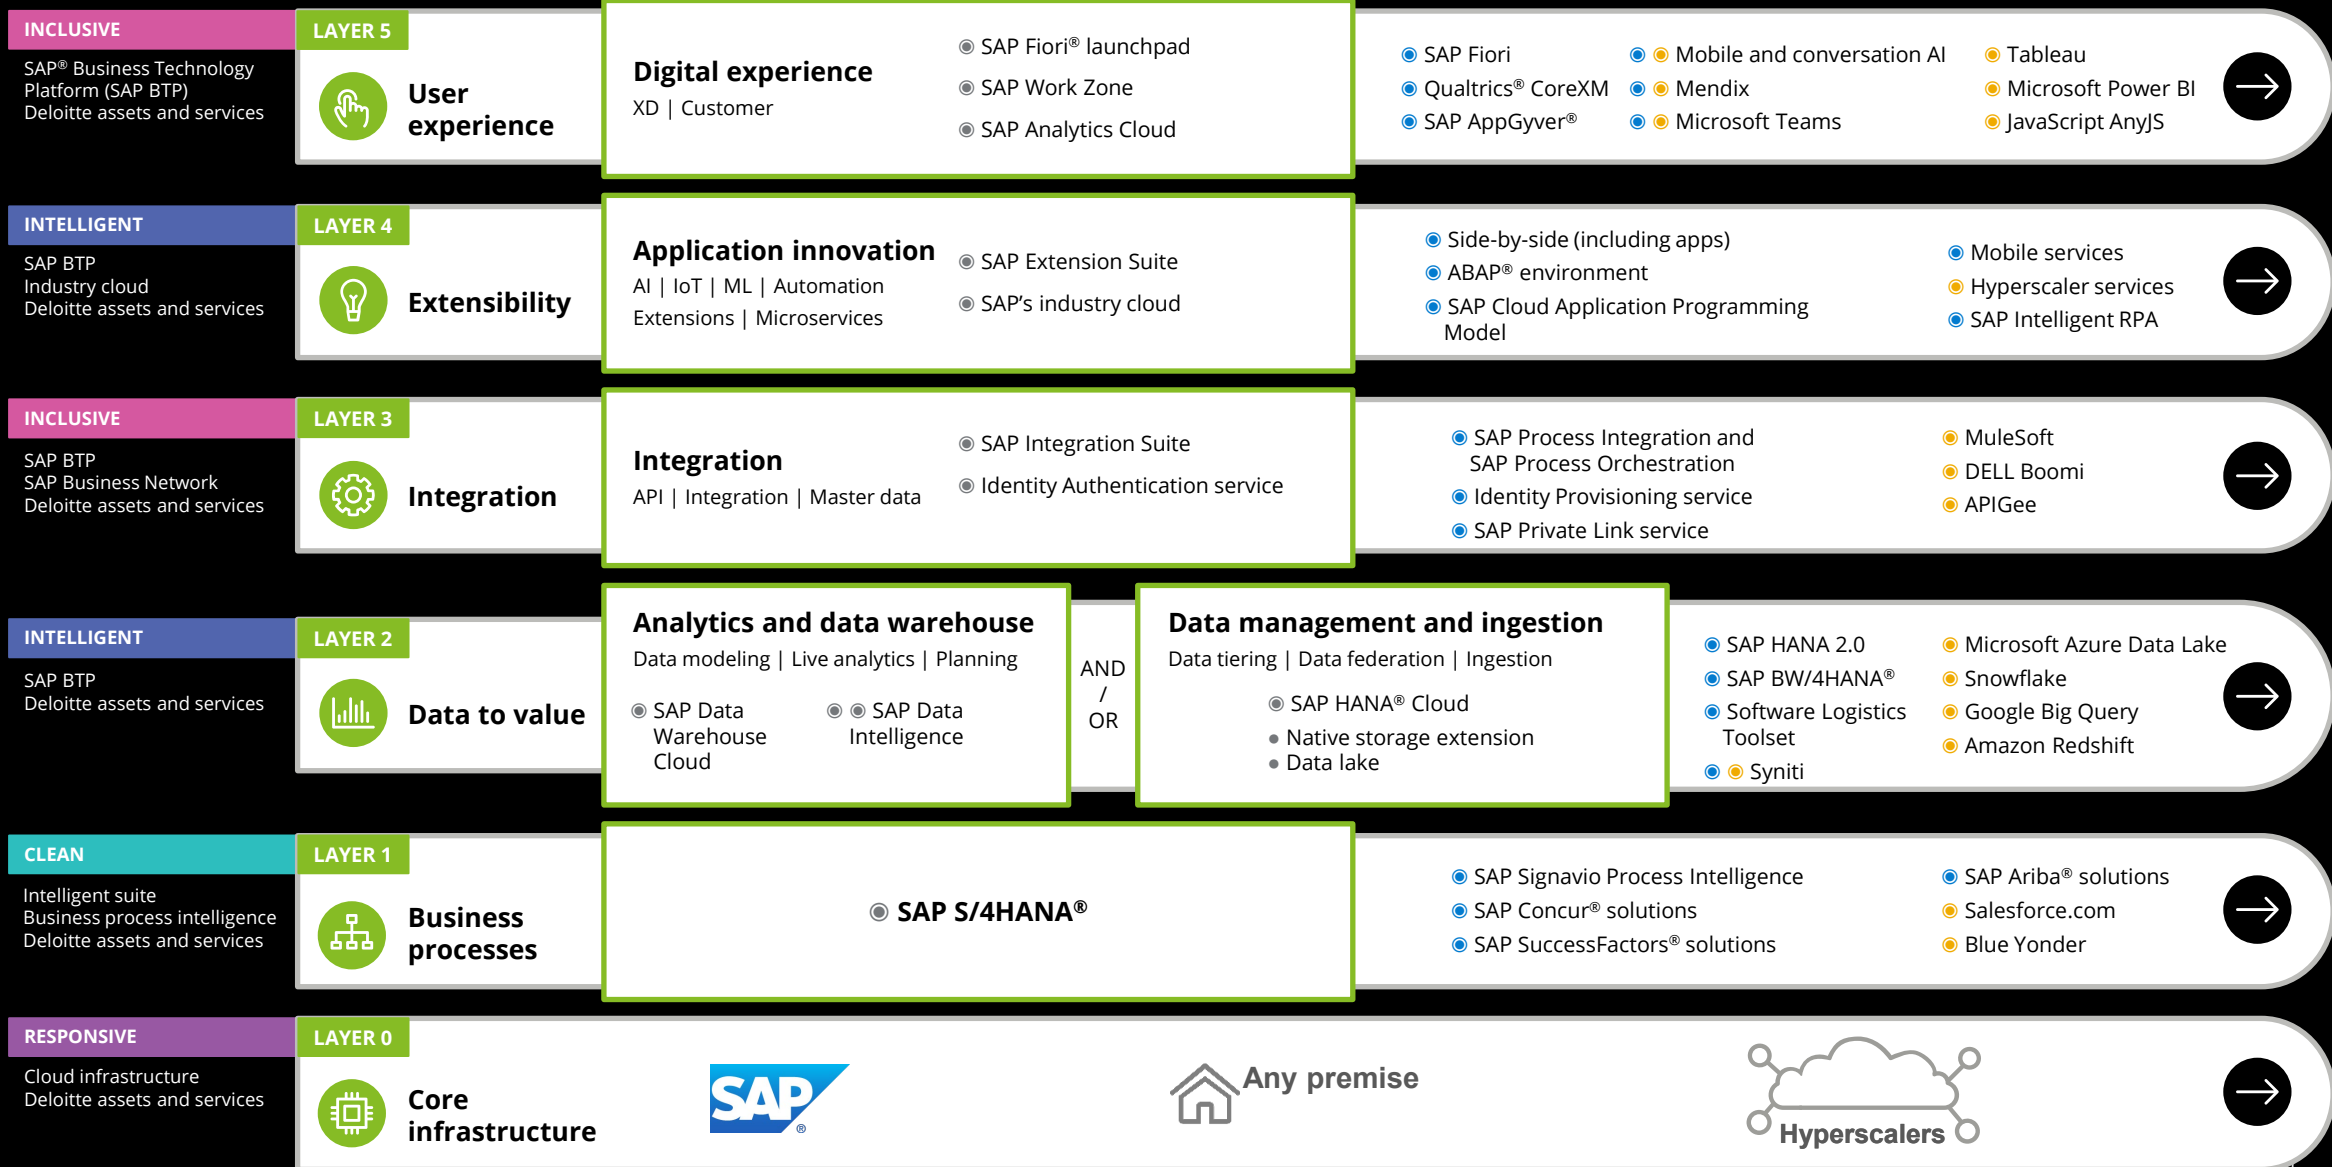 INCLUSIVE
SAP® Business Technology
Platform (SAP BTP)
Deloitte assets and services
LAYER 5
User
experience
Digital experience
XD | Customer
SAP Fiori® launchpad
SAP Work Zone
SAP Analytics Cloud
SAP Fiori
Qualtrics® CoreXM
SAP AppGyver®
Mobile and conversation AI
Mendix
Microsoft Teams
Tableau
Microsoft Power BI
JavaScript AnyJS
INTELLIGENT
SAP BTP
Industry cloud
Deloitte assets and services
LAYER 4
Extensibility
Application innovation
AI | IoT | ML | Automation
Extensions | Microservices
SAP Extension Suite
SAP's industry cloud
Side-by-side (including apps)
ABAP® environment
SAP Cloud Application Programming
Model
Mobile services
Hyperscaler services
SAP Intelligent RPA
INCLUSIVE
SAP BTP
SAP Business Network
Deloitte assets and services
LAYER 3
Integration
Integration
API | Integration | Master data
SAP Integration Suite
Identity Authentication service
SAP Process Integration and
SAP Process Orchestration
Identity Provisioning service
SAP Private Link service
MuleSoft
DELL Boomi
APIGee
INTELLIGENT
SAP BTP
Deloitte assets and services
LAYER 2
Data to value
Analytics and data warehouse
Data modeling | Live analytics | Planning
SAP Data
Warehouse
Cloud
SAP Data
Intelligence
AND
/
OR
Data management and ingestion
Data tiering | Data federation | Ingestion
SAP HANA® Cloud
Native storage extension
Data lake
SAP HANA 2.0
SAP BW/4HANA®
Software Logistics
Toolset
Syniti
Microsoft Azure Data Lake
Snowflake
Google Big Query
Amazon Redshift
CLEAN
Intelligent suite
Business process intelligence
Deloitte assets and services
LAYER 1
Business
processes
SAP S/4HANA®
SAP Signavio Process Intelligence
SAP Concur® solutions
SAP SuccessFactors® solutions
SAP Ariba® solutions
Salesforce.com
Blue Yonder
RESPONSIVE
Cloud infrastructure
Deloitte assets and services
LAYER 0
Core
infrastructure
SAP®
Any premise
Hyperscalers